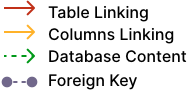 Table Linking
Columns Linking
Database Content
Foreign Key